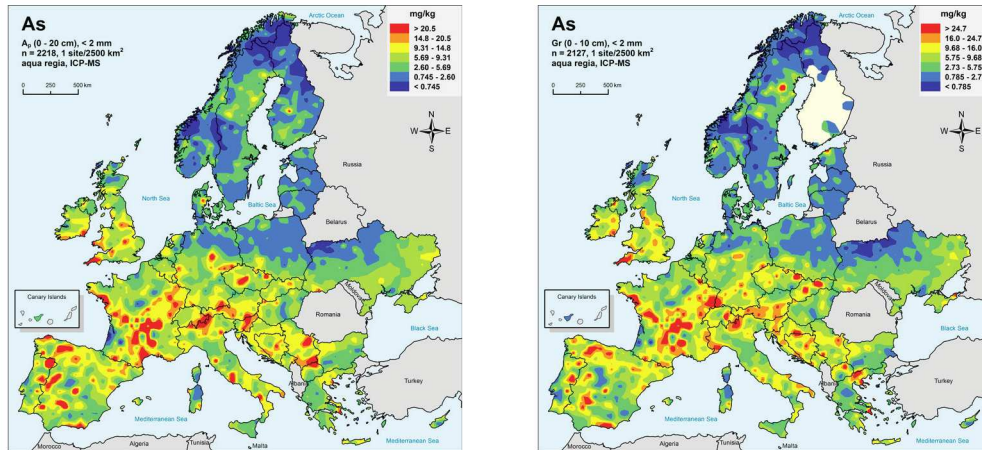 As
Ap (0 - 20 cm), < 2 mm
n = 2218, 1 site/2500 km²
aqua regia, ICP-MS
0 250 500 km
mg/kg
> 20.5
14.8 - 20.5
9.31 - 14.8
5.69 - 9.31
2.60 - 5.69
0.745 - 2.60
< 0.745
Arctic Ocean
N
W E
S
Russia
North Sea
Baltic Sea
Belarus
Canary Islands
Moldova
Romania
Black Sea
Albania
Turkey
Mediterranean Sea
Mediterranean Sea
Morocco
Algeria
Tunisia
Malta
As
Gr (0 - 10 cm), < 2 mm
n = 2127, 1 site/2500 km²
aqua regia, ICP-MS
0 250 500 km
mg/kg
> 24.7
16.0 - 24.7
9.68 - 16.0
5.75 - 9.68
2.73 - 5.75
0.785 - 2.7
< 0.785
Arctic Ocean
N
W E
S
Russia
North Sea
Baltic Sea
Belarus
Canary Islands
Moldova
Romania
Black Sea
Albania
Turkey
Mediterranean Sea
Mediterranean Sea
Morocco
Algeria
Tunisia
Malta